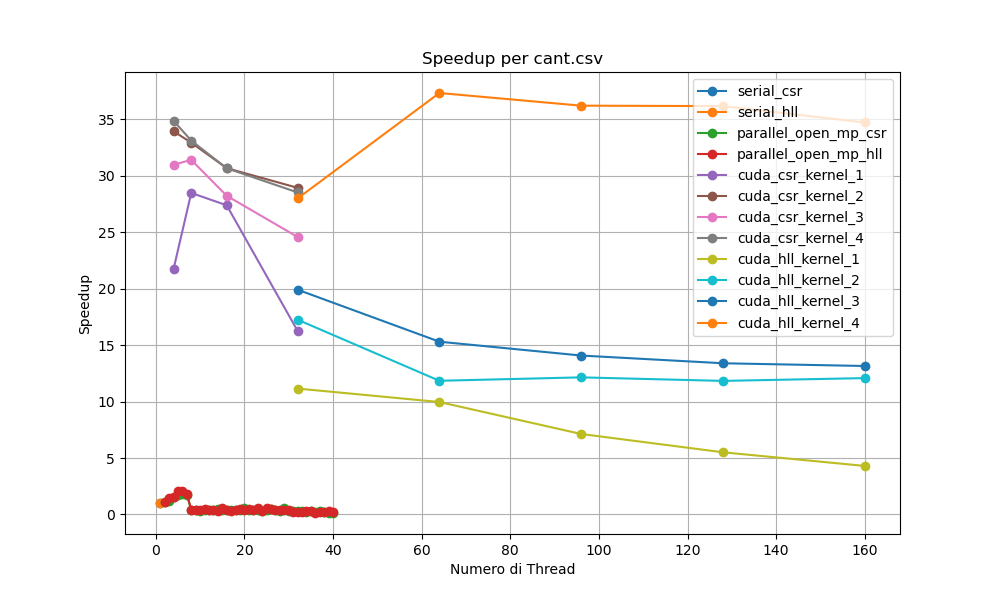 Speedup per cant.csv
Speedup
35
30
25
20
15
10
5
0
0 20 40 60 80 100 120 140 160
Numero di Thread
serial_csr
serial_hll
parallel_open_mp_csr
parallel_open_mp_hll
cuda_csr_kernel_1
cuda_csr_kernel_2
cuda_csr_kernel_3
cuda_csr_kernel_4
cuda_hll_kernel_1
cuda_hll_kernel_2
cuda_hll_kernel_3
cuda_hll_kernel_4